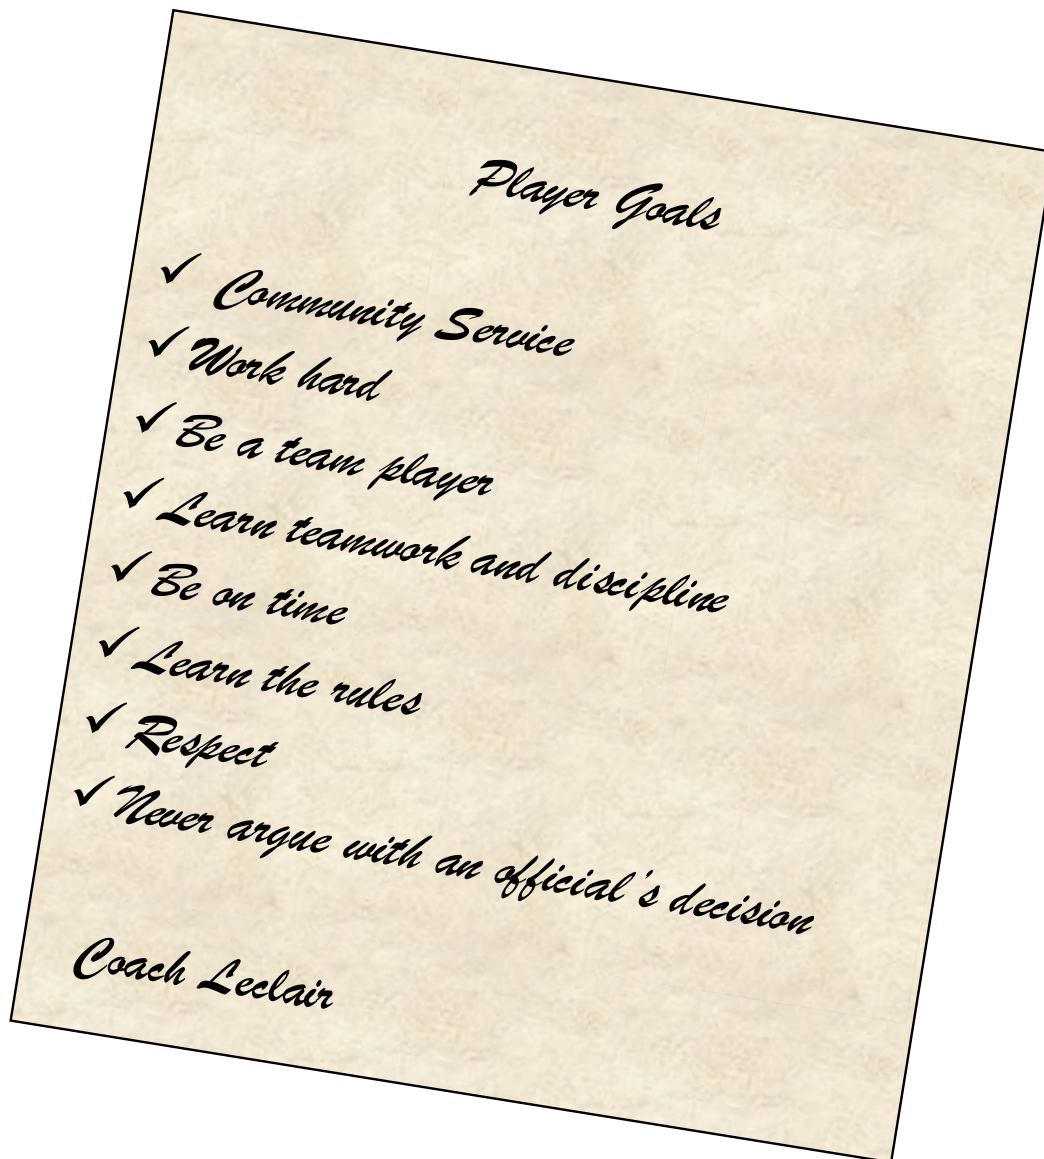 Player Goals
✓ Community Service
✓ Work hard
✓ Be a team player
✓ Learn teamwork and discipline
✓ Be on time
✓ Learn the rules
✓ Respect
✓ Never argue with an official's decision
Coach Leclair